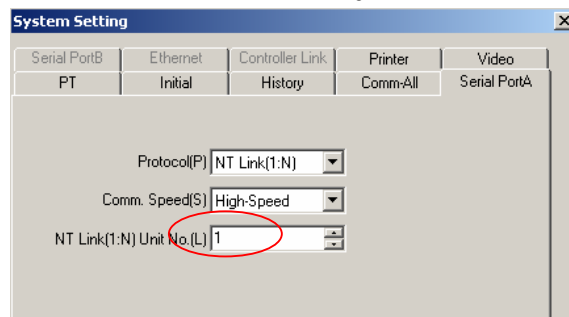 System Setting
Serial PortB Ethernet Controller Link Printer Video
PT Initial History Comm-All Serial PortA
Protocol(P) NT Link(1:N)
Comm. Speed(S) High-Speed
NT Link(1:N) Unit No.(L) 1